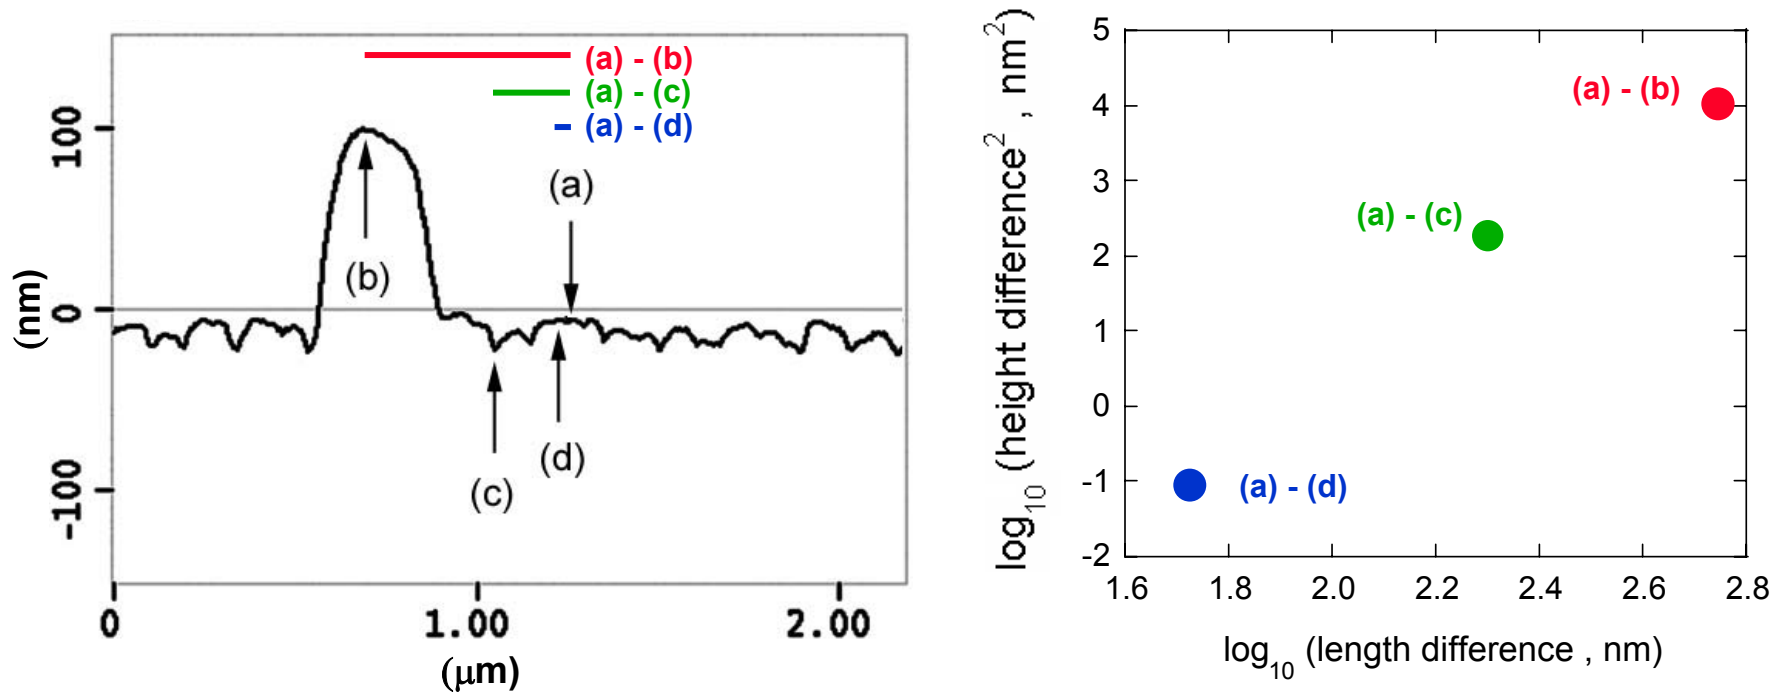 (nm)
100
0
-100
(a) - (b)
(a) - (c)
(a) - (d)
(a)
(b)
(c)
(d)
0
1.00
2.00
(μm)
log10 (height difference2 , nm2)
5
4
3
2
1
0
-1
-2
(a) - (b)
(a) - (c)
(a) - (d)
1.6
1.8
2.0
2.2
2.4
2.6
2.8
log10 (length difference , nm)